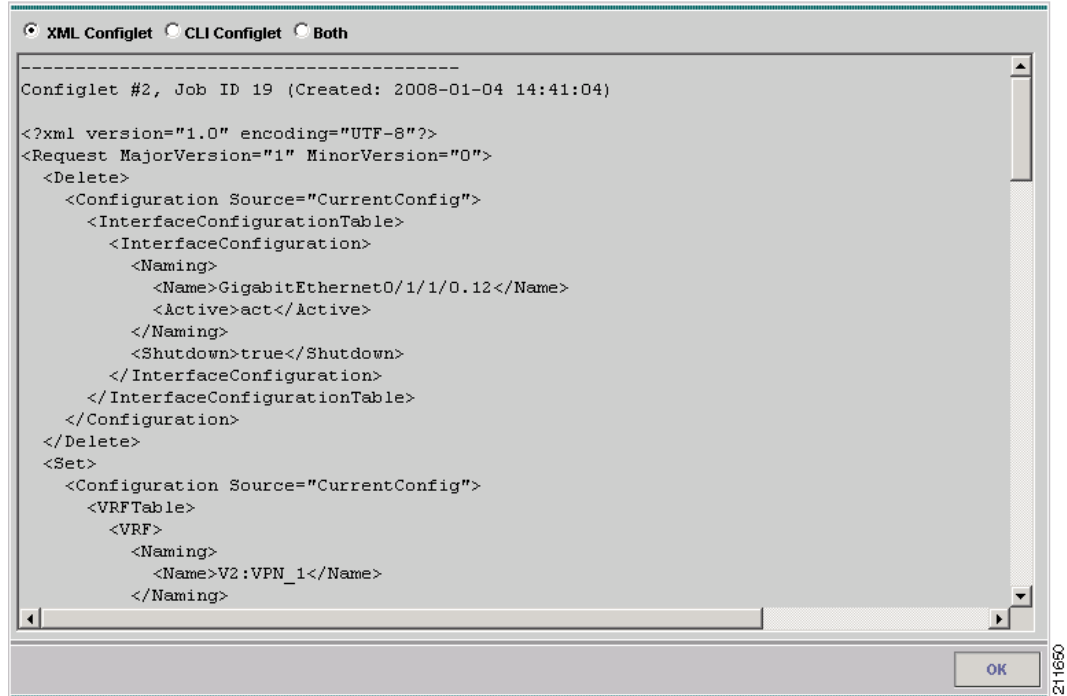 XML Configlet CLI Configlet Both
----------------------------------------
Configlet #2, Job ID 19 (Created: 2008-01-04 14:41:04)
<?xml version="1.0" encoding="UTF-8"?>
<Request MajorVersion="1" MinorVersion="0">
  <Delete>
    <Configuration Source="CurrentConfig">
      <InterfaceConfigurationTable>
        <InterfaceConfiguration>
          <Naming>
            <Name>GigabitEthernet0/1/1/0.12</Name>
            <Active>act</Active>
          </Naming>
          <Shutdown>true</Shutdown>
        </InterfaceConfiguration>
      </InterfaceConfigurationTable>
    </Configuration>
  </Delete>
  <Set>
    <Configuration Source="CurrentConfig">
      <VRFTable>
        <VRF>
          <Naming>
            <Name>V2:VPN_1</Name>
          </Naming>
OK
211650